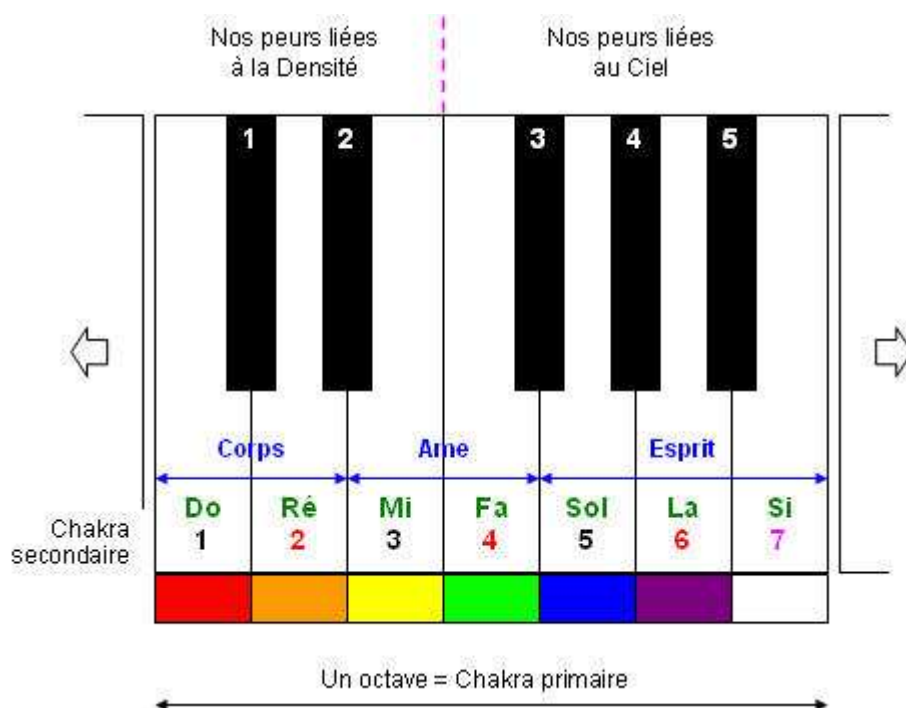 Nos peurs liées
à la Densité
Nos peurs liées
au Ciel
1 2 3 4 5
Corps Ame Esprit
Do Ré Mi Fa Sol La Si
Chakra
secondaire
1 2 3 4 5 6 7
Un octave = Chakra primaire